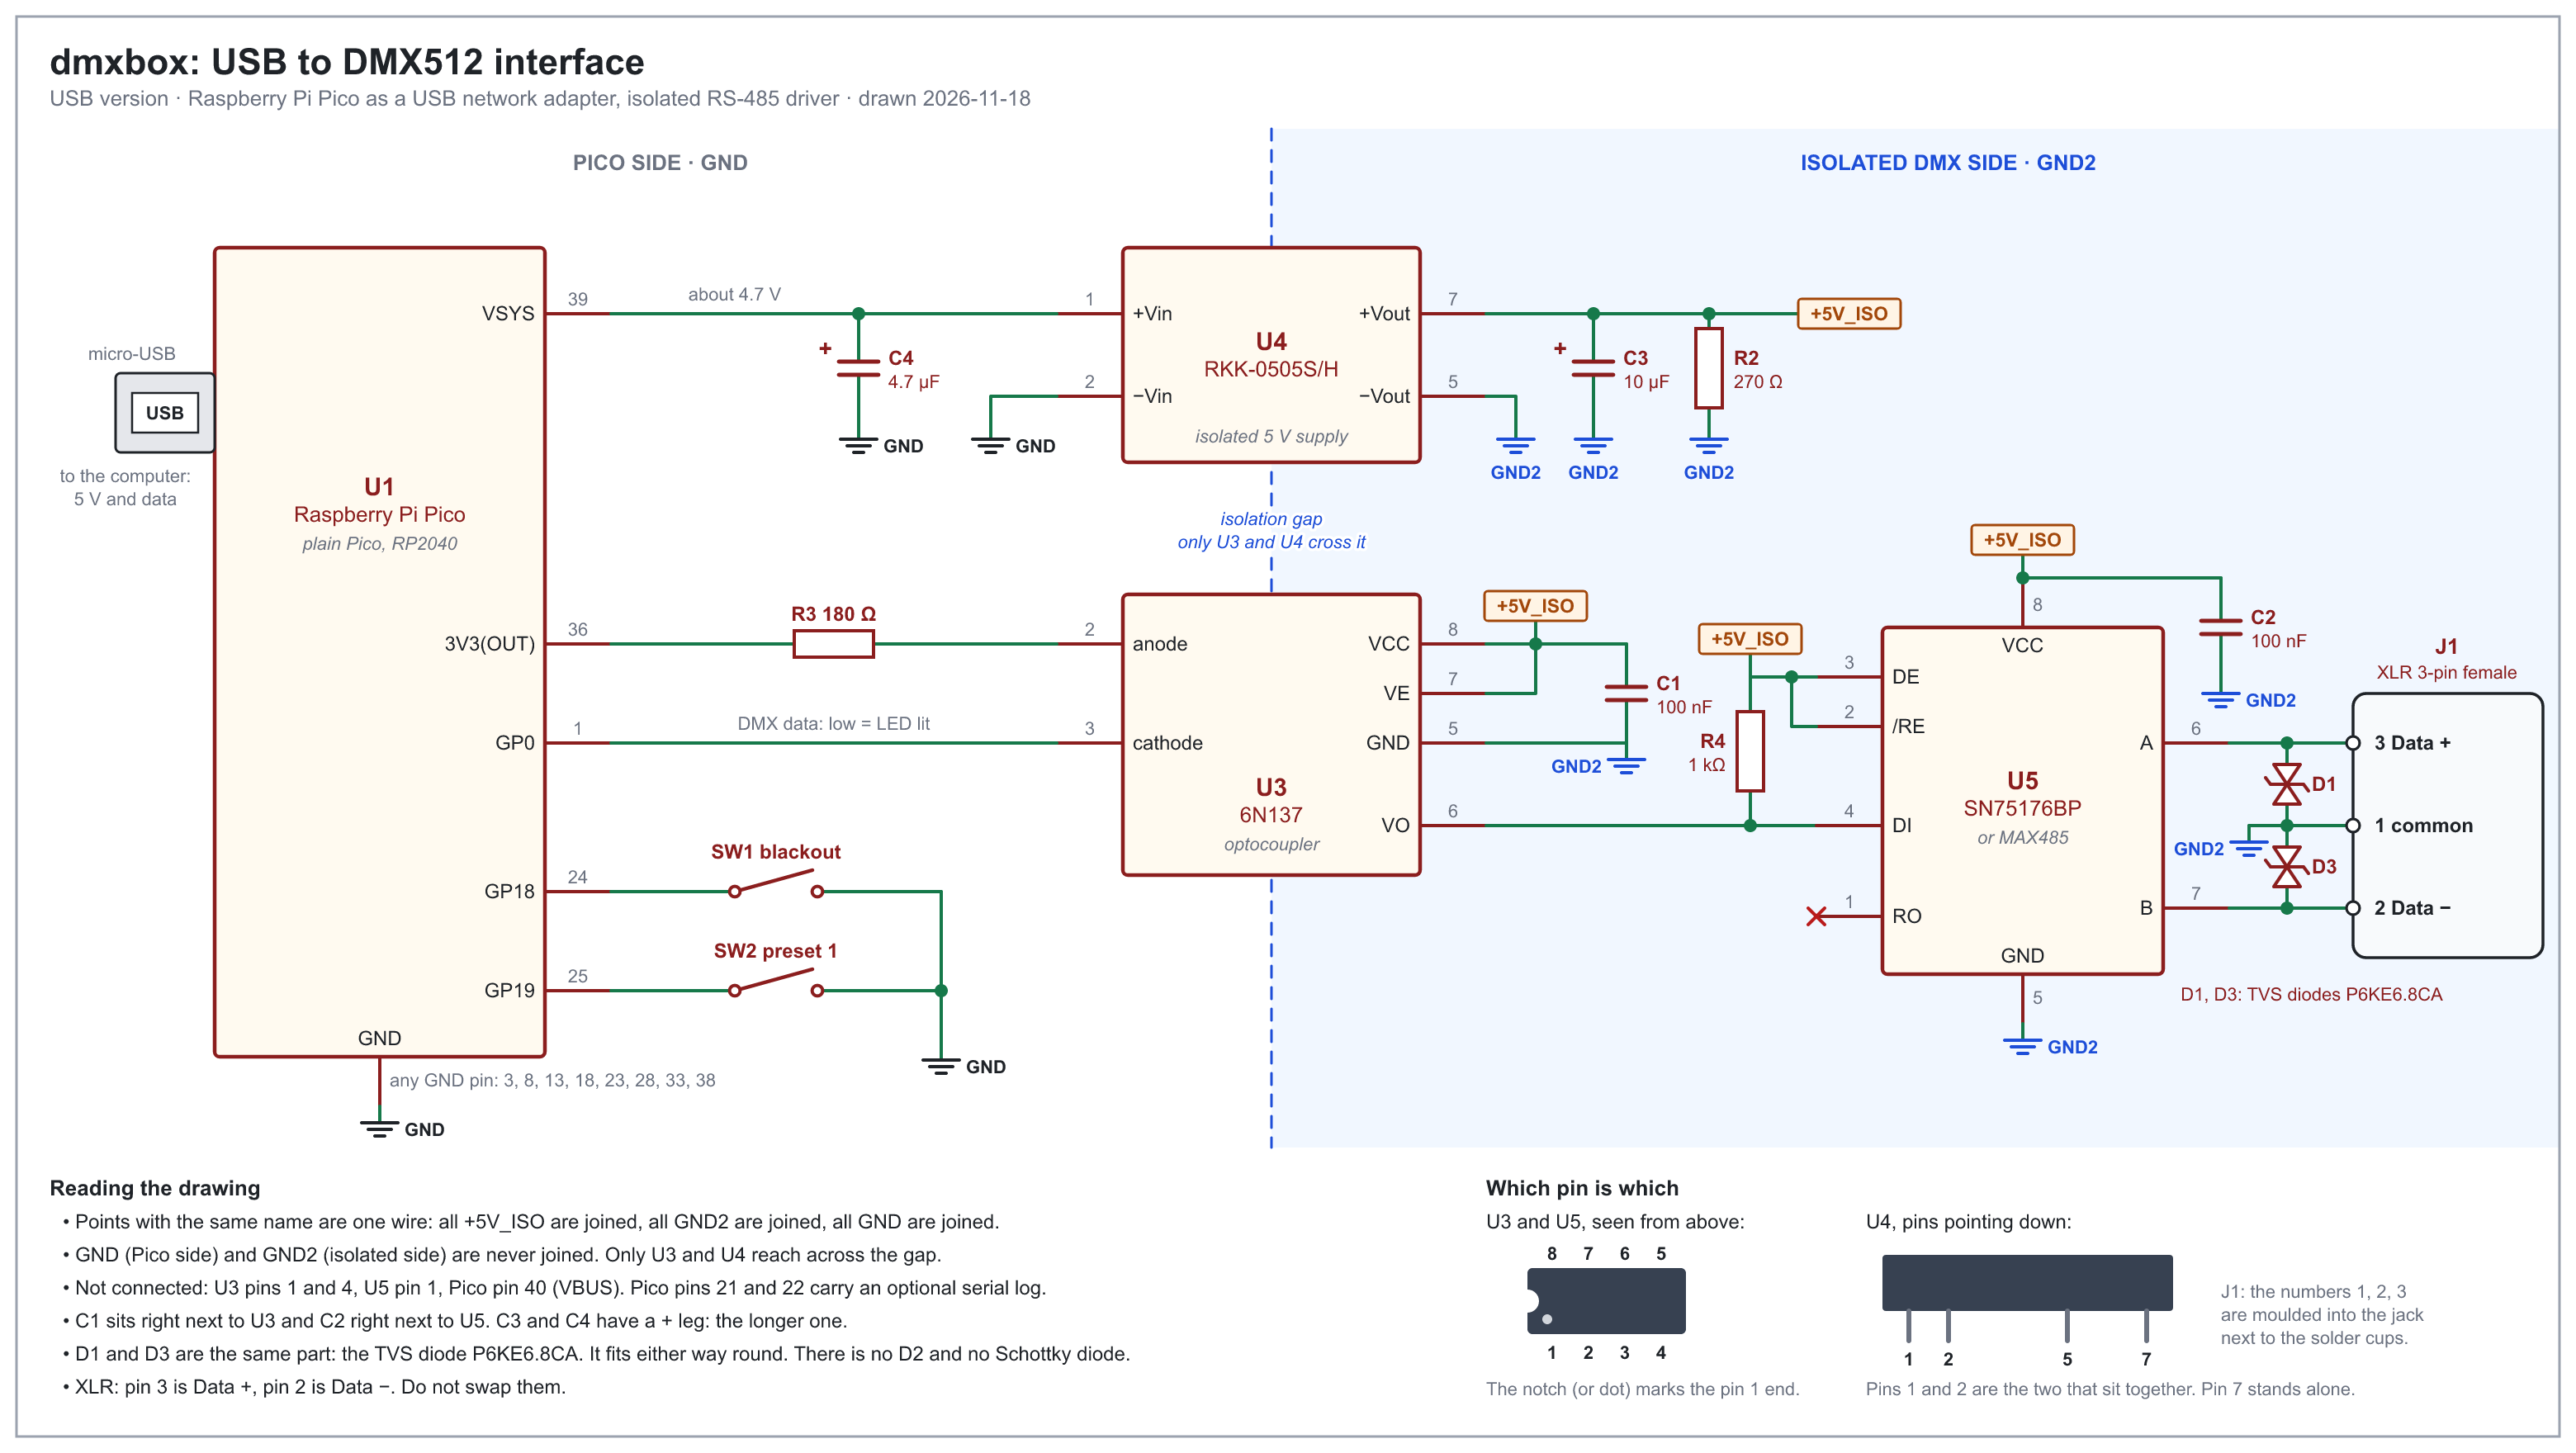 dmxbox: USB to DMX512 interface
USB version · Raspberry Pi Pico as a USB network adapter, isolated RS-485 driver · drawn 2026-11-18
PICO SIDE · GND
ISOLATED DMX SIDE · GND2
micro-USB
USB
to the computer:
5 V and data
U1
Raspberry Pi Pico
plain Pico, RP2040
VSYS
39
about 4.7 V
+
C4
4.7 µF
GND
GND
1
+Vin
2
−Vin
U4
RKK-0505S/H
isolated 5 V supply
+Vout
7
−Vout
5
+5V_ISO
+
C3
10 µF
R2
270 Ω
GND2
GND2
GND2
isolation gap
only U3 and U4 cross it
3V3(OUT)
36
R3 180 Ω
2
anode
GP0
1
DMX data: low = LED lit
3
cathode
U3
6N137
optocoupler
VCC
8
VE
7
GND
5
VO
6
+5V_ISO
C1
100 nF
GND2
+5V_ISO
R4
1 kΩ
+5V_ISO
8
VCC
C2
100 nF
GND2
3
DE
2
/RE
4
DI
1
RO
U5
SN75176BP
or MAX485
A
6
B
7
GND
5
GND2
J1
XLR 3-pin female
3 Data +
1 common
2 Data −
D1
GND2
D3
D1, D3: TVS diodes P6KE6.8CA
GP18
24
SW1 blackout
GP19
25
SW2 preset 1
GND
GND
any GND pin: 3, 8, 13, 18, 23, 28, 33, 38
GND
Reading the drawing
• Points with the same name are one wire: all +5V_ISO are joined, all GND2 are joined, all GND are joined.
• GND (Pico side) and GND2 (isolated side) are never joined. Only U3 and U4 reach across the gap.
• Not connected: U3 pins 1 and 4, U5 pin 1, Pico pin 40 (VBUS). Pico pins 21 and 22 carry an optional serial log.
• C1 sits right next to U3 and C2 right next to U5. C3 and C4 have a + leg: the longer one.
• D1 and D3 are the same part: the TVS diode P6KE6.8CA. It fits either way round. There is no D2 and no Schottky diode.
• XLR: pin 3 is Data +, pin 2 is Data −. Do not swap them.
Which pin is which
U3 and U5, seen from above:
8 7 6 5
1 2 3 4
The notch (or dot) marks the pin 1 end.
U4, pins pointing down:
1 2 5 7
Pins 1 and 2 are the two that sit together. Pin 7 stands alone.
J1: the numbers 1, 2, 3
are moulded into the jack
next to the solder cups.